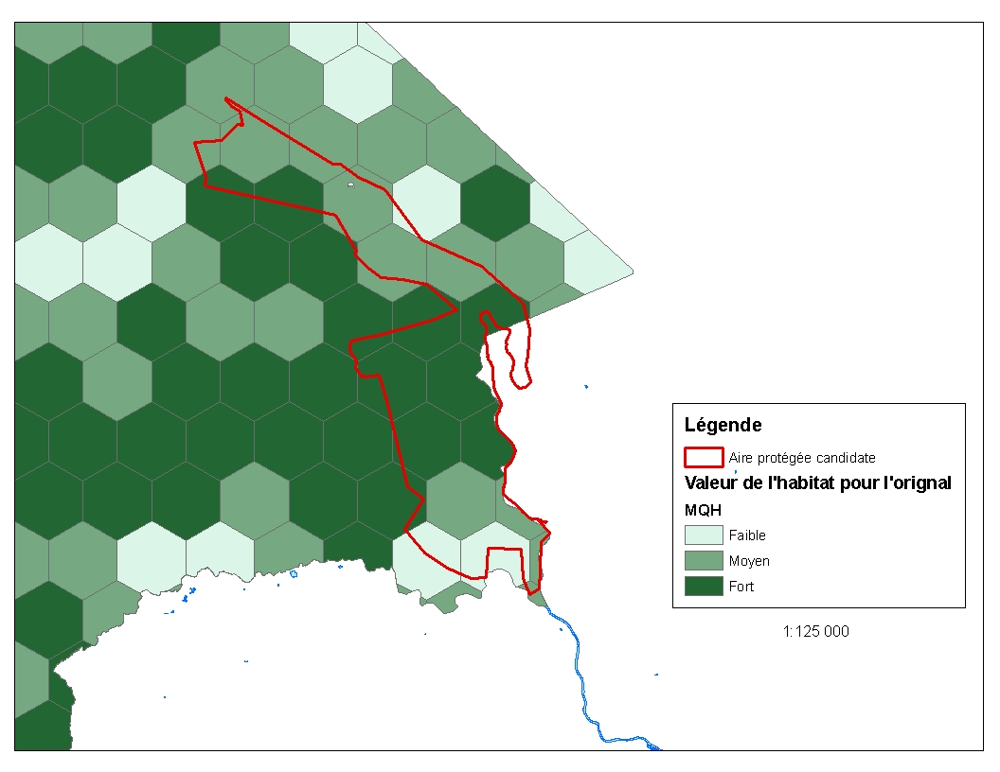 Légende
Aire protégée candidate
Valeur de l'habitat pour l'orignal
MQH
Faible
Moyen
Fort
1:125 000